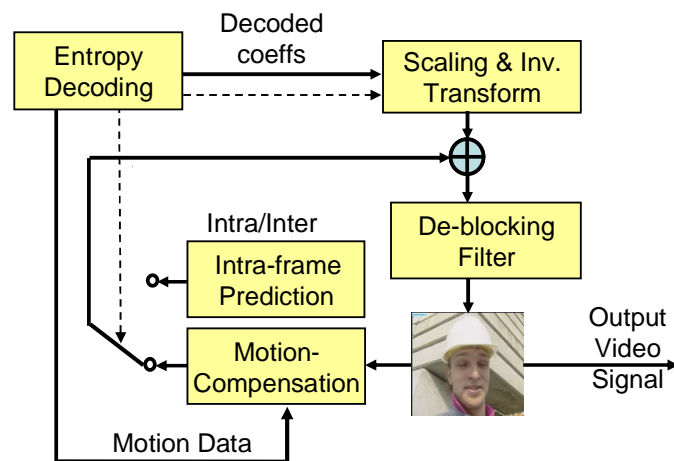 Entropy
Decoding
Decoded
coeffs
Scaling & Inv.
Transform
De-blocking
Filter
Intra/Inter
Intra-frame
Prediction
Motion-
Compensation
Output
Video
Signal
Motion Data